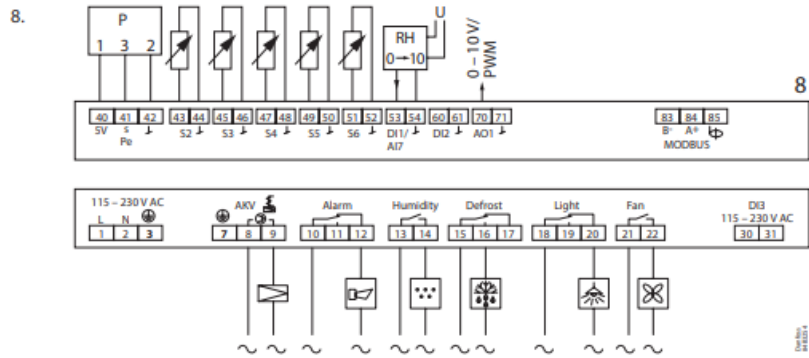 8.
P
1 3 2
U
RH
0→10
0 – 10 V/
PWM
8
40 41 42 43 44 45 46 47 48 49 50 51 52 53 54 60 61 70 71 83 84 85
5V s S2 S3 S4 S5 S6 DI1/ DI2 AO1 B- A+
Pe AI7 MODBUS
115 – 230 V AC AKV Alarm Humidity Defrost Light Fan DI3
L N 115 – 230 V AC
1 2 3 7 8 9 10 11 12 13 14 15 16 17 18 19 20 21 22 30 31
Danfoss